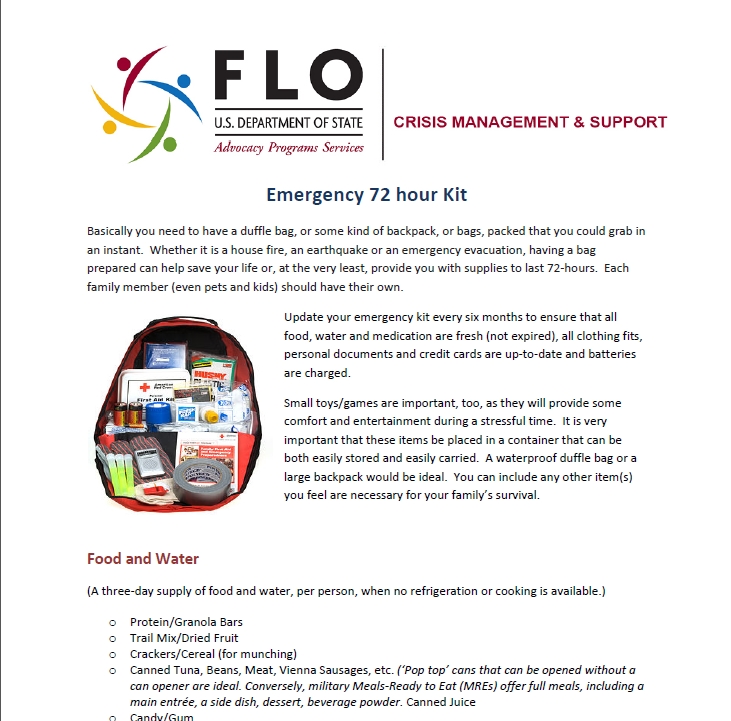 FLO
U.S. DEPARTMENT OF STATE
Advocacy Programs Services
CRISIS MANAGEMENT & SUPPORT
Emergency 72 hour Kit
Basically you need to have a duffle bag, or some kind of backpack, or bags, packed that you could grab in
an instant.  Whether it is a house fire, an earthquake or an emergency evacuation, having a bag
prepared can help save your life or, at the very least, provide you with supplies to last 72-hours.  Each
family member (even pets and kids) should have their own.
Update your emergency kit every six months to ensure that all
food, water and medication are fresh (not expired), all clothing fits,
personal documents and credit cards are up-to-date and batteries
are charged.
Small toys/games are important, too, as they will provide some
comfort and entertainment during a stressful time.  It is very
important that these items be placed in a container that can be
both easily stored and easily carried.  A waterproof duffle bag or a
large backpack would be ideal.  You can include any other item(s)
you feel are necessary for your family's survival.
American
Red Cross
First Aid Kit
HUSKY
Food and Water
(A three-day supply of food and water, per person, when no refrigeration or cooking is available.)
o Protein/Granola Bars
o Trail Mix/Dried Fruit
o Crackers/Cereal (for munching)
o Canned Tuna, Beans, Meat, Vienna Sausages, etc. ('Pop top' cans that can be opened without a
can opener are ideal. Conversely, military Meals-Ready to Eat (MREs) offer full meals, including a
main entrée, a side dish, dessert, beverage powder. Canned Juice
o Candy/Gum